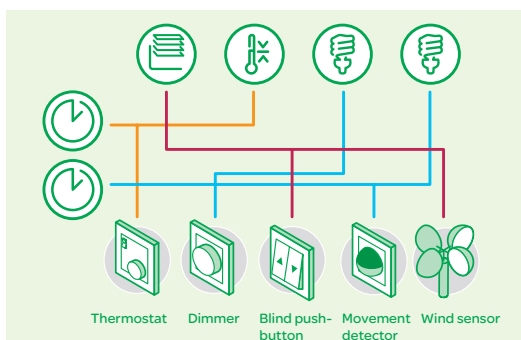 Thermostat
Dimmer
Blind push-
button
Movement
detector
Wind sensor